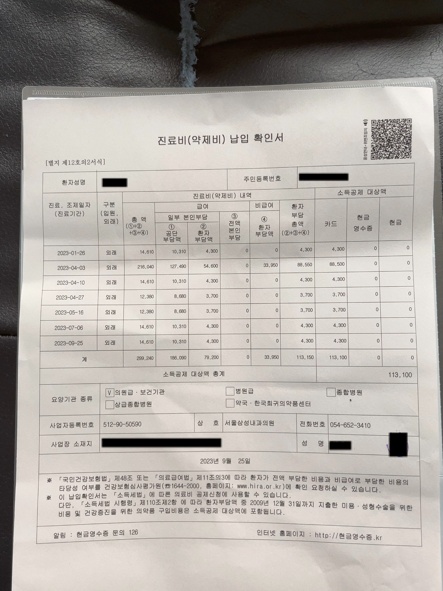 진료비(약제비) 납입 확인서
[별지 제12호의2서식]
환자성명 주민등록번호
진료비(약제비) 내역 소득공제 대상액
진료, 조제일자 (진료기간) 구분 (입원, 외래) 총 액 (①+② +③+④) 급여 비급여 환자 부담 총액 (②+③+④) 카드 현금 영수증 현금
일부 본인부담 ③ 전액 본인 부담 ④ 환자 부담액
① 공단 부담액 ② 환자 부담액
2023-01-26 외래 14,610 10,310 4,300 0 0 4,300 4,300 0 0
2023-04-03 외래 216,040 127,490 54,600 0 33,950 88,550 88,500 0 0
2023-04-10 외래 14,610 10,310 4,300 0 0 4,300 4,300 0 0
2023-04-27 외래 12,380 8,680 3,700 0 0 3,700 3,700 0 0
2023-05-16 외래 12,380 8,680 3,700 0 0 3,700 3,700 0 0
2023-07-06 외래 14,610 10,310 4,300 0 0 4,300 4,300 0 0
2023-09-25 외래 14,610 10,310 4,300 0 0 4,300 4,300 0 0
계 0 33,950 113,150 113,100 0 0
소득공제 대상액 총계 113,100
요양기관 종류 V 의원급ㆍ보건기관 병원급 종합병원
상급종합병원 약국ㆍ한국희귀의약품센터
사업자등록번호 512-90-50590 상 호 서울삼성내과의원 전화번호 054-652-3410
사업장 소재지 성 명
2023년 9월 25일
※ 「국민건강보험법」제48조 또는 「의료급여법」제11조의3에 따라 환자가 전액 부담한 비용과 비급여로 부담한 비용의
타당성 여부를 건강보험심사평가원(☎1644-2000, 홈페이지: www.hira.or.kr)에 확인 요청하실 수 있습니다.
※ 이 납입확인서는 「소득세법」에 따른 의료비 공제신청에 사용할 수 있습니다.
다만, 「소득세법 시행령」제110조제2항 에 따라 환자부담액 중 2009년 12월 31일까지 지출한 미용ㆍ성형수술을 위한
비용 및 건강증진을 위한 의약품 구입비용은 소득공제 대상액에 포함됩니다.
알림 : 현금영수증 문의 126 인터넷 홈페이지 : http://현금영수증.kr